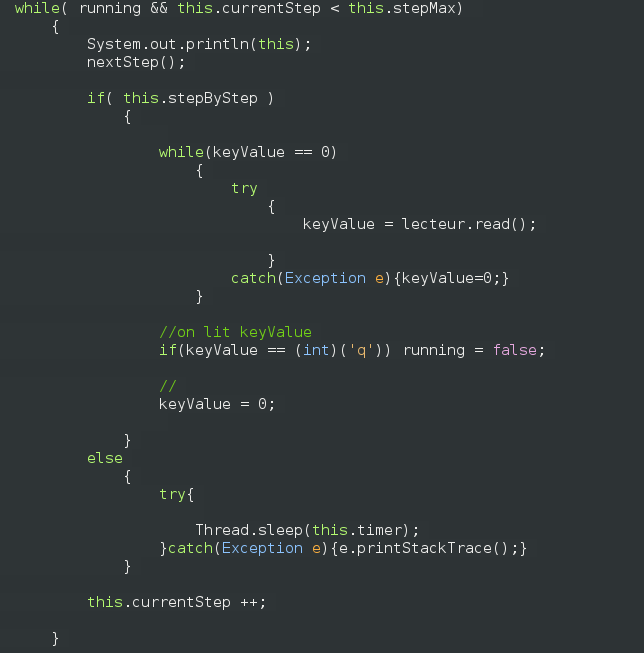 while( running && this.currentStep < this.stepMax)
{
System.out.println(this);
nextStep();
if( this.stepByStep )
{
while(keyValue == 0)
{
try
{
keyValue = lecteur.read();
}
catch(Exception e){keyValue=0;}
}
//on lit keyValue
if(keyValue == (int)('q')) running = false;
//
keyValue = 0;
}
else
{
try{
Thread.sleep(this.timer);
}catch(Exception e){e.printStackTrace();}
}
this.currentStep ++;
}